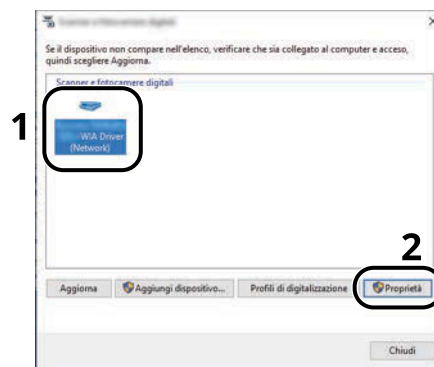 Se il dispositivo non compare nell'elenco, verificare che sia collegato al computer e acceso,
quindi scegliere Aggiorna.
Scanner e fotocamere digitali
1
WIA Driver
(Network)
2
Aggiorna
Aggiungi dispositivo...
Profili di digitalizzazione
Proprietà
Chiudi